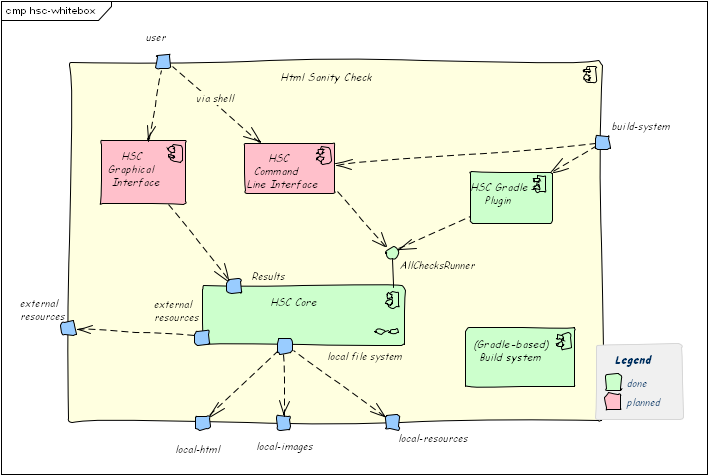 cmp hsc-whitebox
user
Html Sanity Check
via shell
build-system
HSC
Graphical
Interface
HSC
Command
Line Interface
HSC Gradle
Plugin
AllChecksRunner
Results
external
resources
external
resources
HSC Core
local file system
(Gradle-based)
Build system
Legend
done
planned
local-html
local-images
local-resources